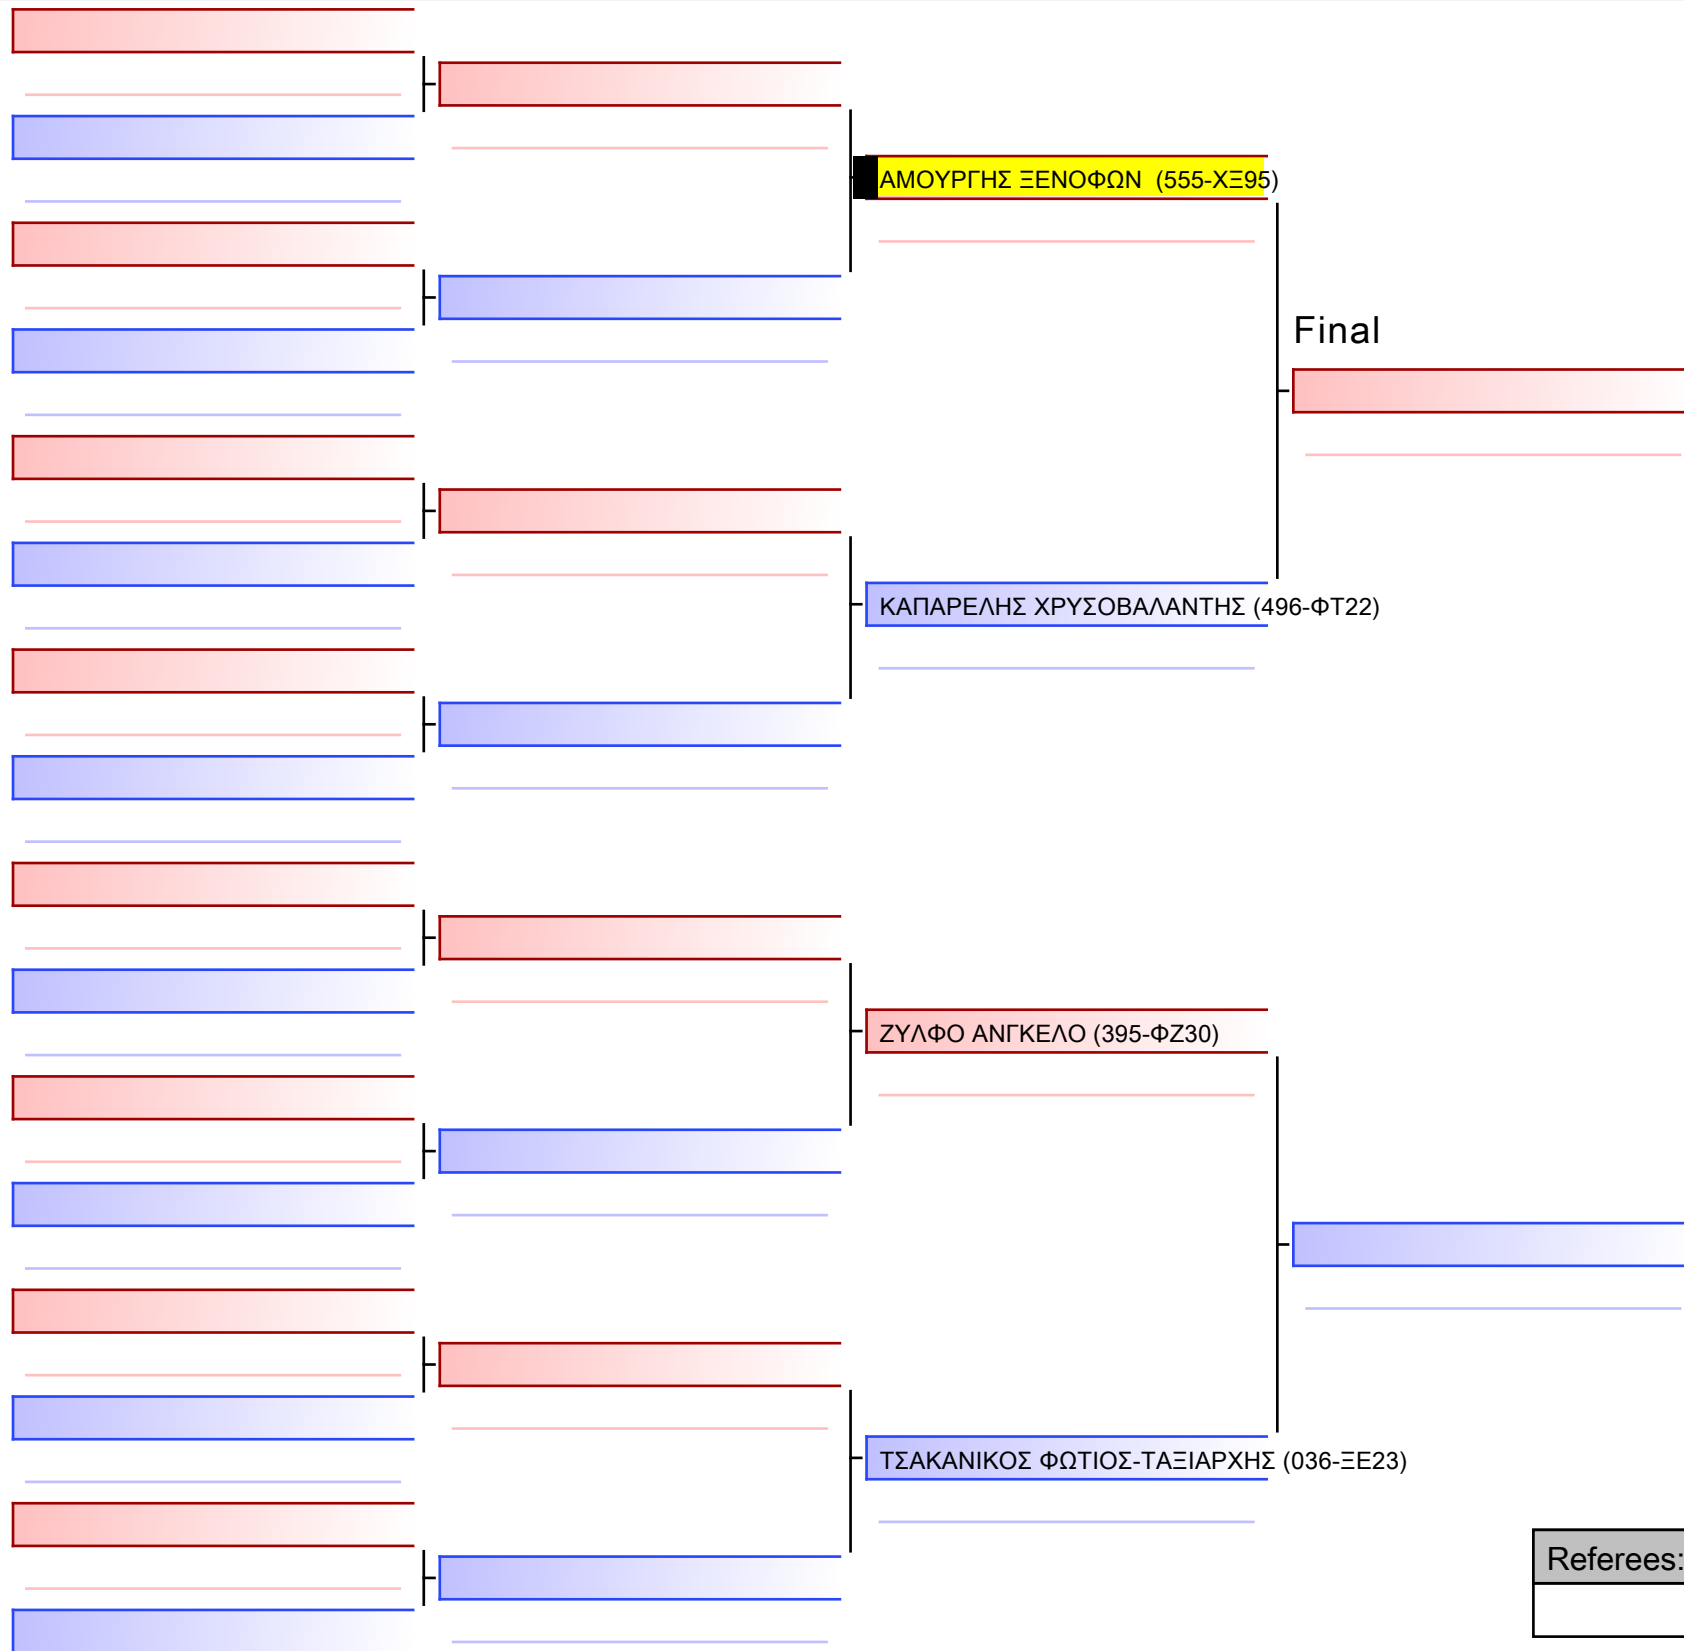 ΑΜΟΥΡΓΗΣ ΞΕΝΟΦΩΝ  (555-ΧΞ95)
Final
ΚΑΠΑΡΕΛΗΣ ΧΡΥΣΟΒΑΛΑΝΤΗΣ (496-ΦΤ22)
ΖΥΛΦΟ ΑΝΓΚΕΛΟ (395-ΦΖ30)
ΤΣΑΚΑΝΙΚΟΣ ΦΩΤΙΟΣ-ΤΑΞΙΑΡΧΗΣ (036-ΞΕ23)
Referees: